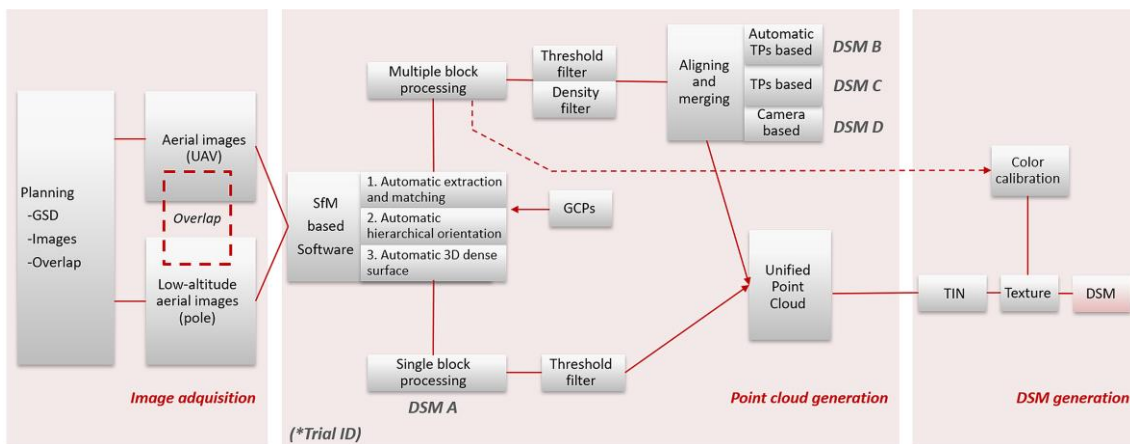 Planning
-GSD
-Images
-Overlap
Aerial images
(UAV)
Overlap
Low-altitude
aerial images
(pole)
Image adquisition
SfM
based
Software
1. Automatic extraction
and matching
2. Automatic
hierarchical orientation
3. Automatic 3D dense
surface
GCPs
Multiple block
processing
Threshold
filter
Density
filter
Aligning
and
merging
Automatic
TPs based
DSM B
TPs based
DSM C
Camera
based
DSM D
Single block
processing
DSM A
Threshold
filter
Unified
Point
Cloud
Point cloud generation
(*Trial ID)
Color
calibration
TIN
Texture
DSM
DSM generation